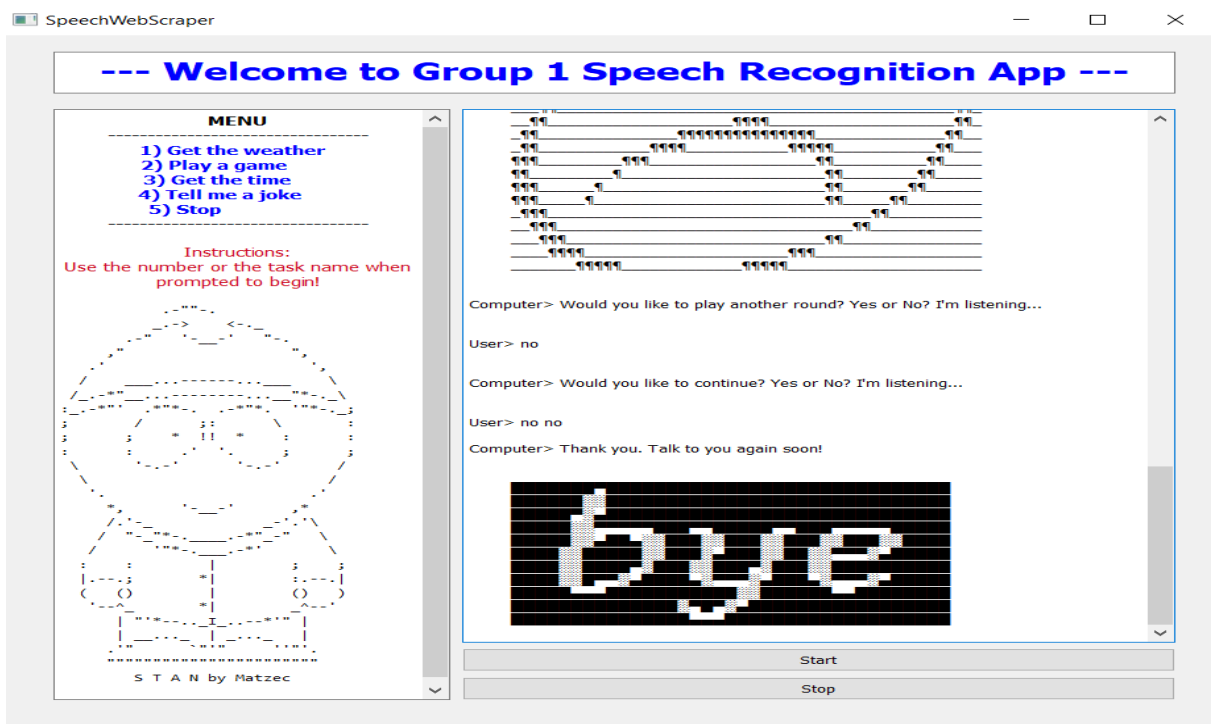 SpeechWebScraper
--- Welcome to Group 1 Speech Recognition App ---
MENU
---------------------------------
1) Get the weather
2) Play a game
3) Get the time
4) Tell me a joke
5) Stop
---------------------------------
Instructions:
Use the number or the task name when
prompted to begin!
S T A N by Matzec
Computer> Would you like to play another round? Yes or No? I'm listening...
User> no
Computer> Would you like to continue? Yes or No? I'm listening...
User> no no
Computer> Thank you. Talk to you again soon!
bye
Start
Stop